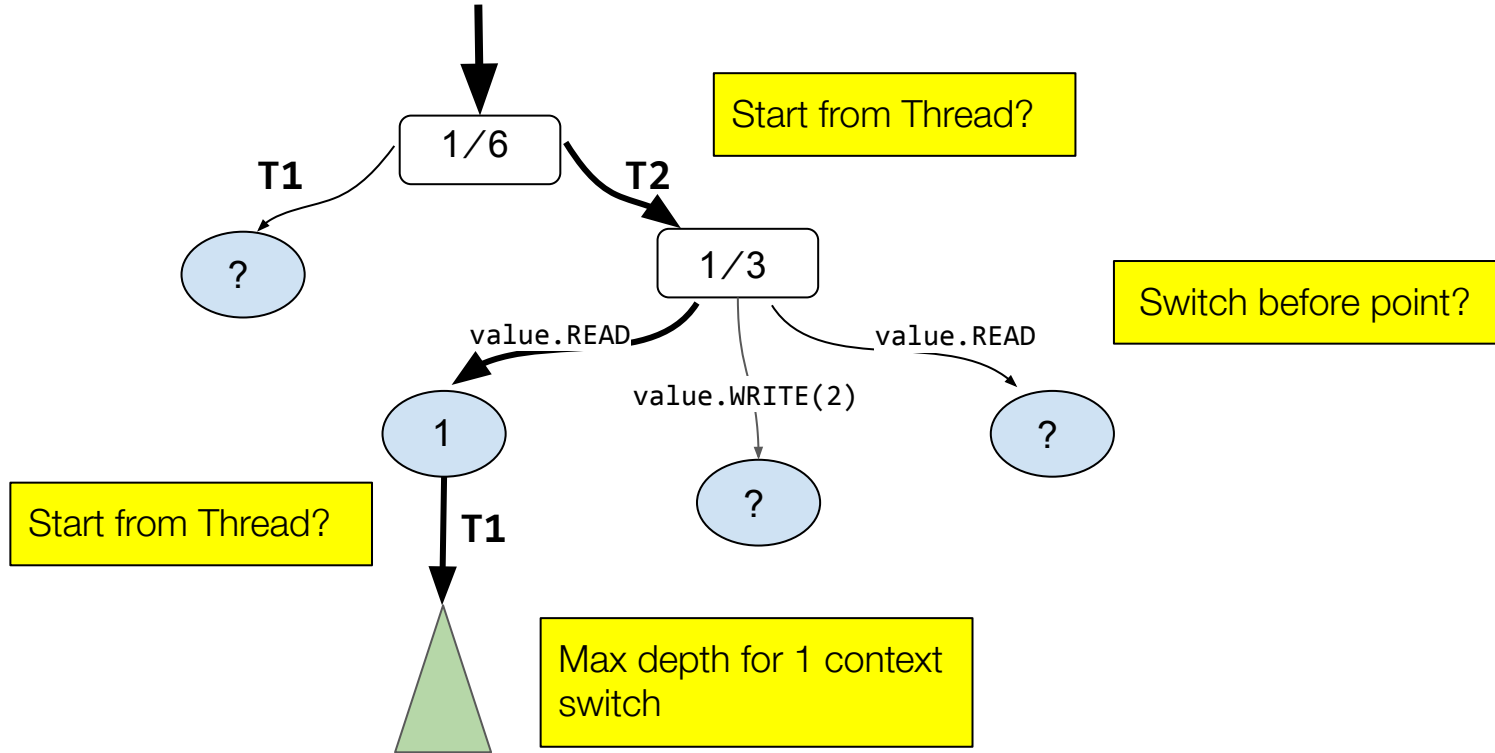 Start from Thread?
1/6
T1
T2
?
1/3
Switch before point?
value.READ
value.READ
value.WRITE(2)
1
?
?
Start from Thread?
T1
Max depth for 1 context
switch